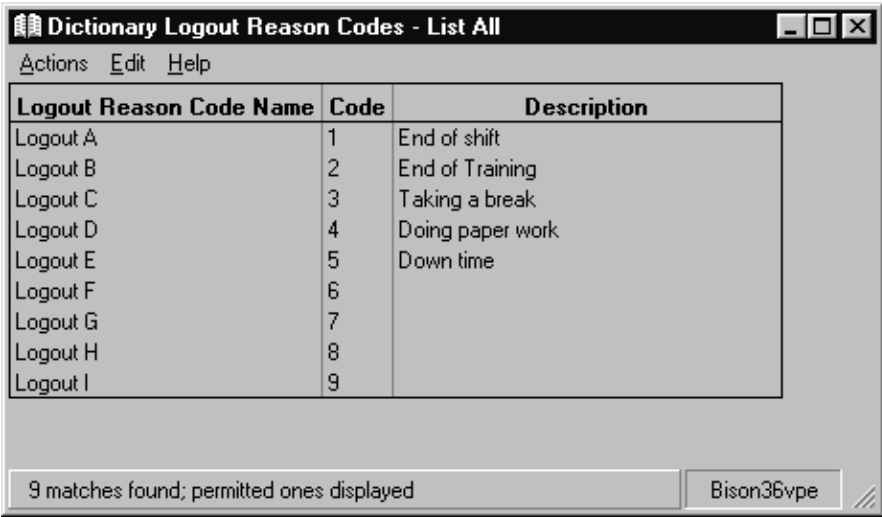 Dictionary Logout Reason Codes - List All
Actions Edit Help
Logout Reason Code Name Code Description
Logout A 1 End of shift
Logout B 2 End of Training
Logout C 3 Taking a break
Logout D 4 Doing paper work
Logout E 5 Down time
Logout F 6
Logout G 7
Logout H 8
Logout I 9
9 matches found; permitted ones displayed Bison36vpe